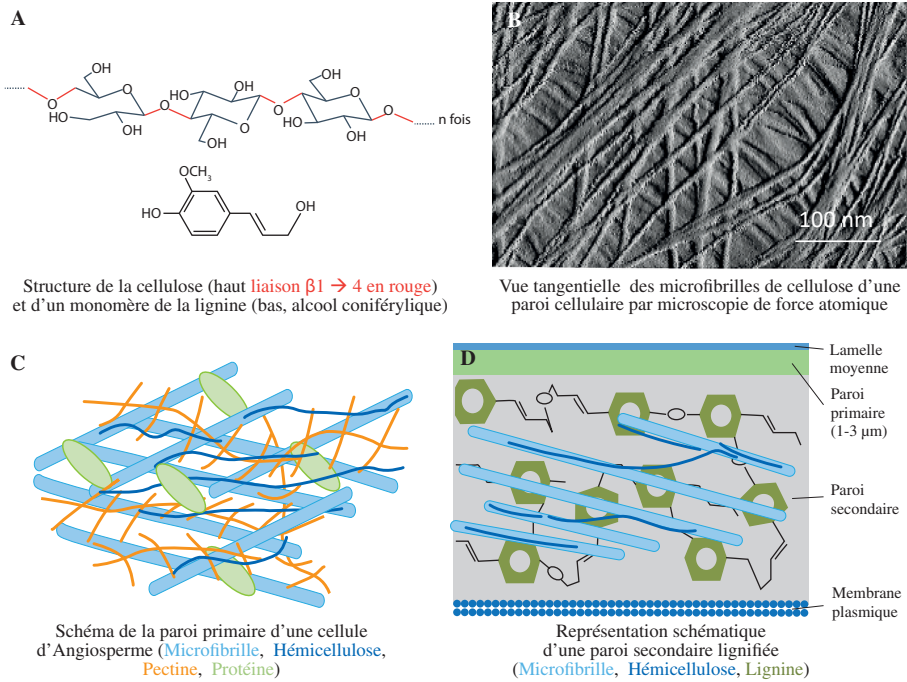 A
CH₂OH
OH
O
O
HO
OH
O
HO
OH
O
OH
O
HO
OH
O
n fois
OCH₃
HO
OH
Structure de la cellulose (haut liaison β1 → 4 en rouge)
et d'un monomère de la lignine (bas, alcool coniférylique)
B
100 nm
Vue tangentielle des microfibrilles de cellulose d'une
paroi cellulaire par microscopie de force atomique
C
Schéma de la paroi primaire d'une cellule
d'Angiosperme (Microfibrille, Hémicellulose,
Pectine, Protéine)
D
Lamelle
moyenne
Paroi
primaire
(1-3 µm)
Paroi
secondaire
Membrane
plasmique
Représentation schématique
d'une paroi secondaire lignifiée
(Microfibrille, Hémicellulose, Lignine)